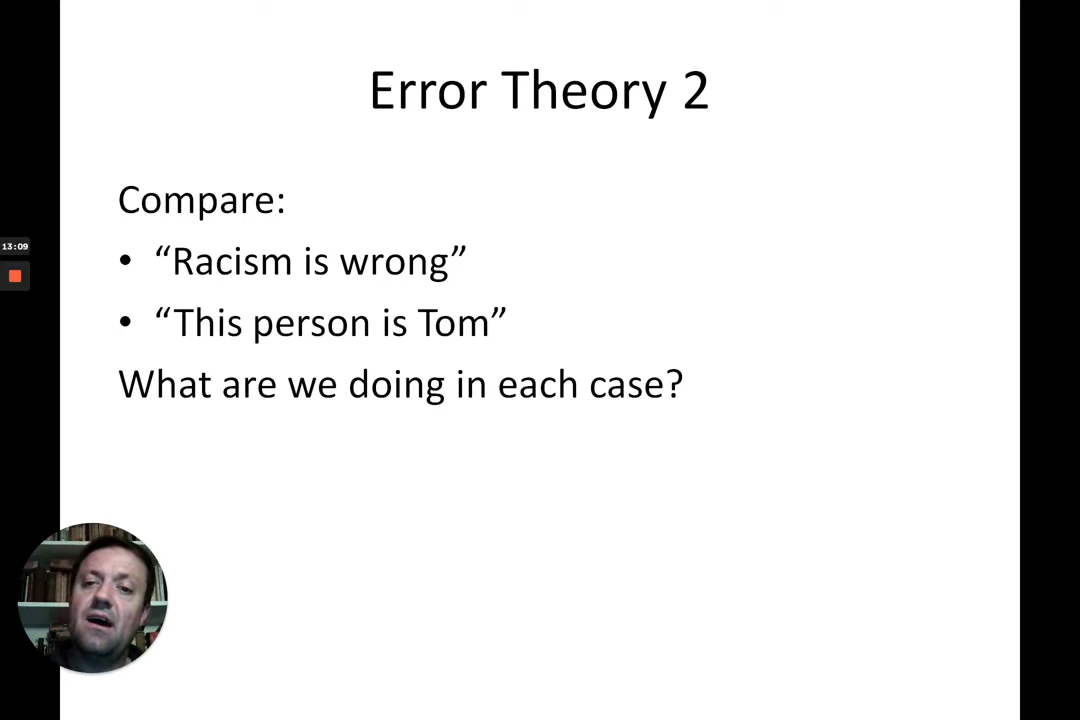 Error Theory 2
Compare:
• “Racism is wrong”
• “This person is Tom”
What are we doing in each case?
13:09